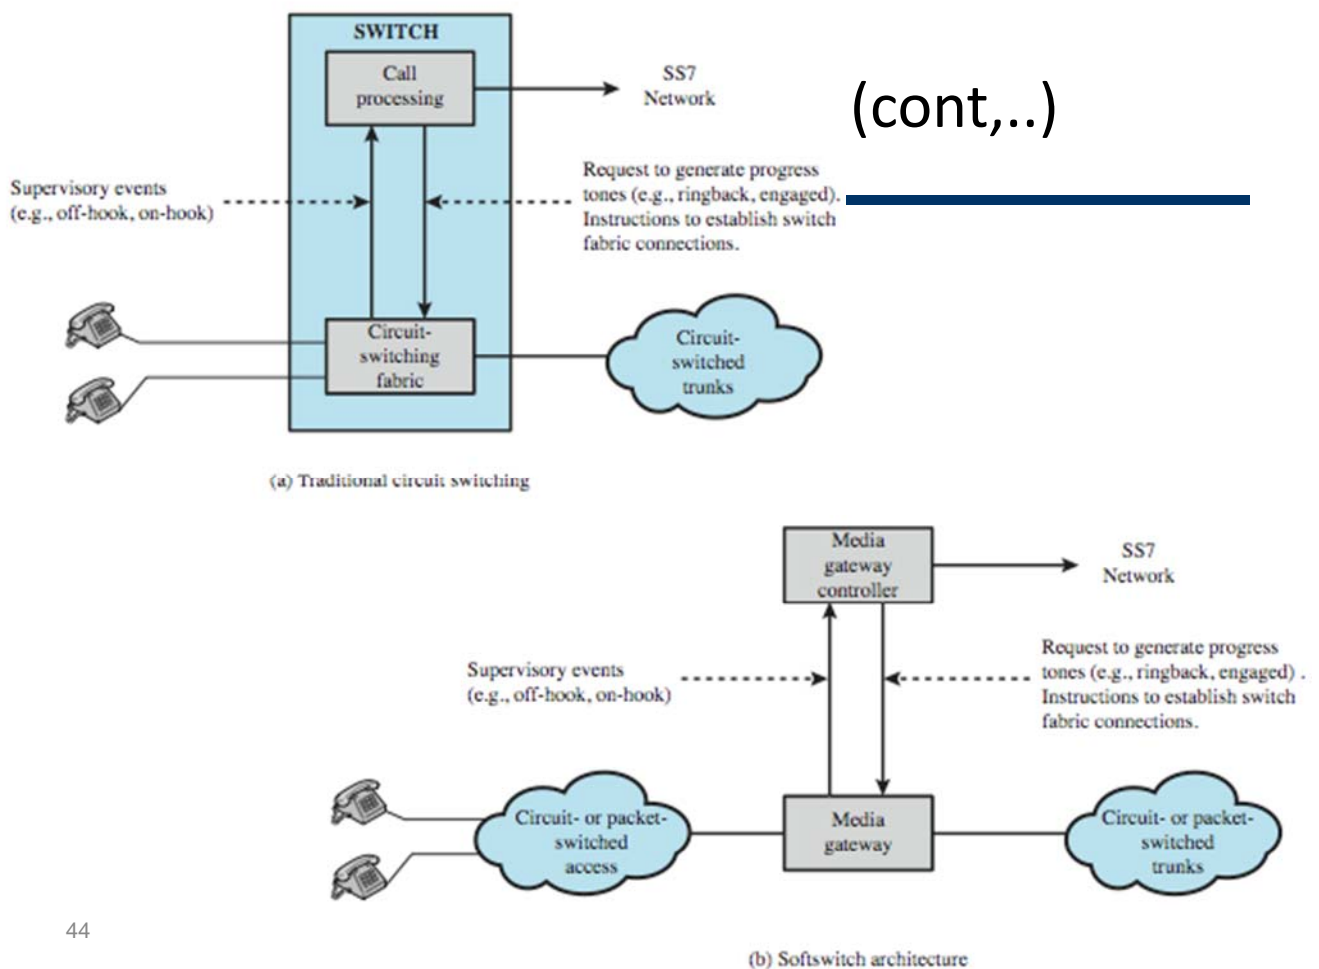 SWITCH
Call
processing
SS7
Network
(cont,..)
Supervisory events
(e.g., off-hook, on-hook)
Request to generate progress
tones (e.g., ringback, engaged).
Instructions to establish switch
fabric connections.
Circuit-
switching
fabric
Circuit-
switched
trunks
(a) Traditional circuit switching
Media
gateway
controller
SS7
Network
Supervisory events
(e.g., off-hook, on-hook)
Request to generate progress
tones (e.g., ringback, engaged) .
Instructions to establish switch
fabric connections.
Circuit- or packet-
switched
access
Media
gateway
Circuit- or packet-
switched
trunks
44
(b) Softswitch architecture